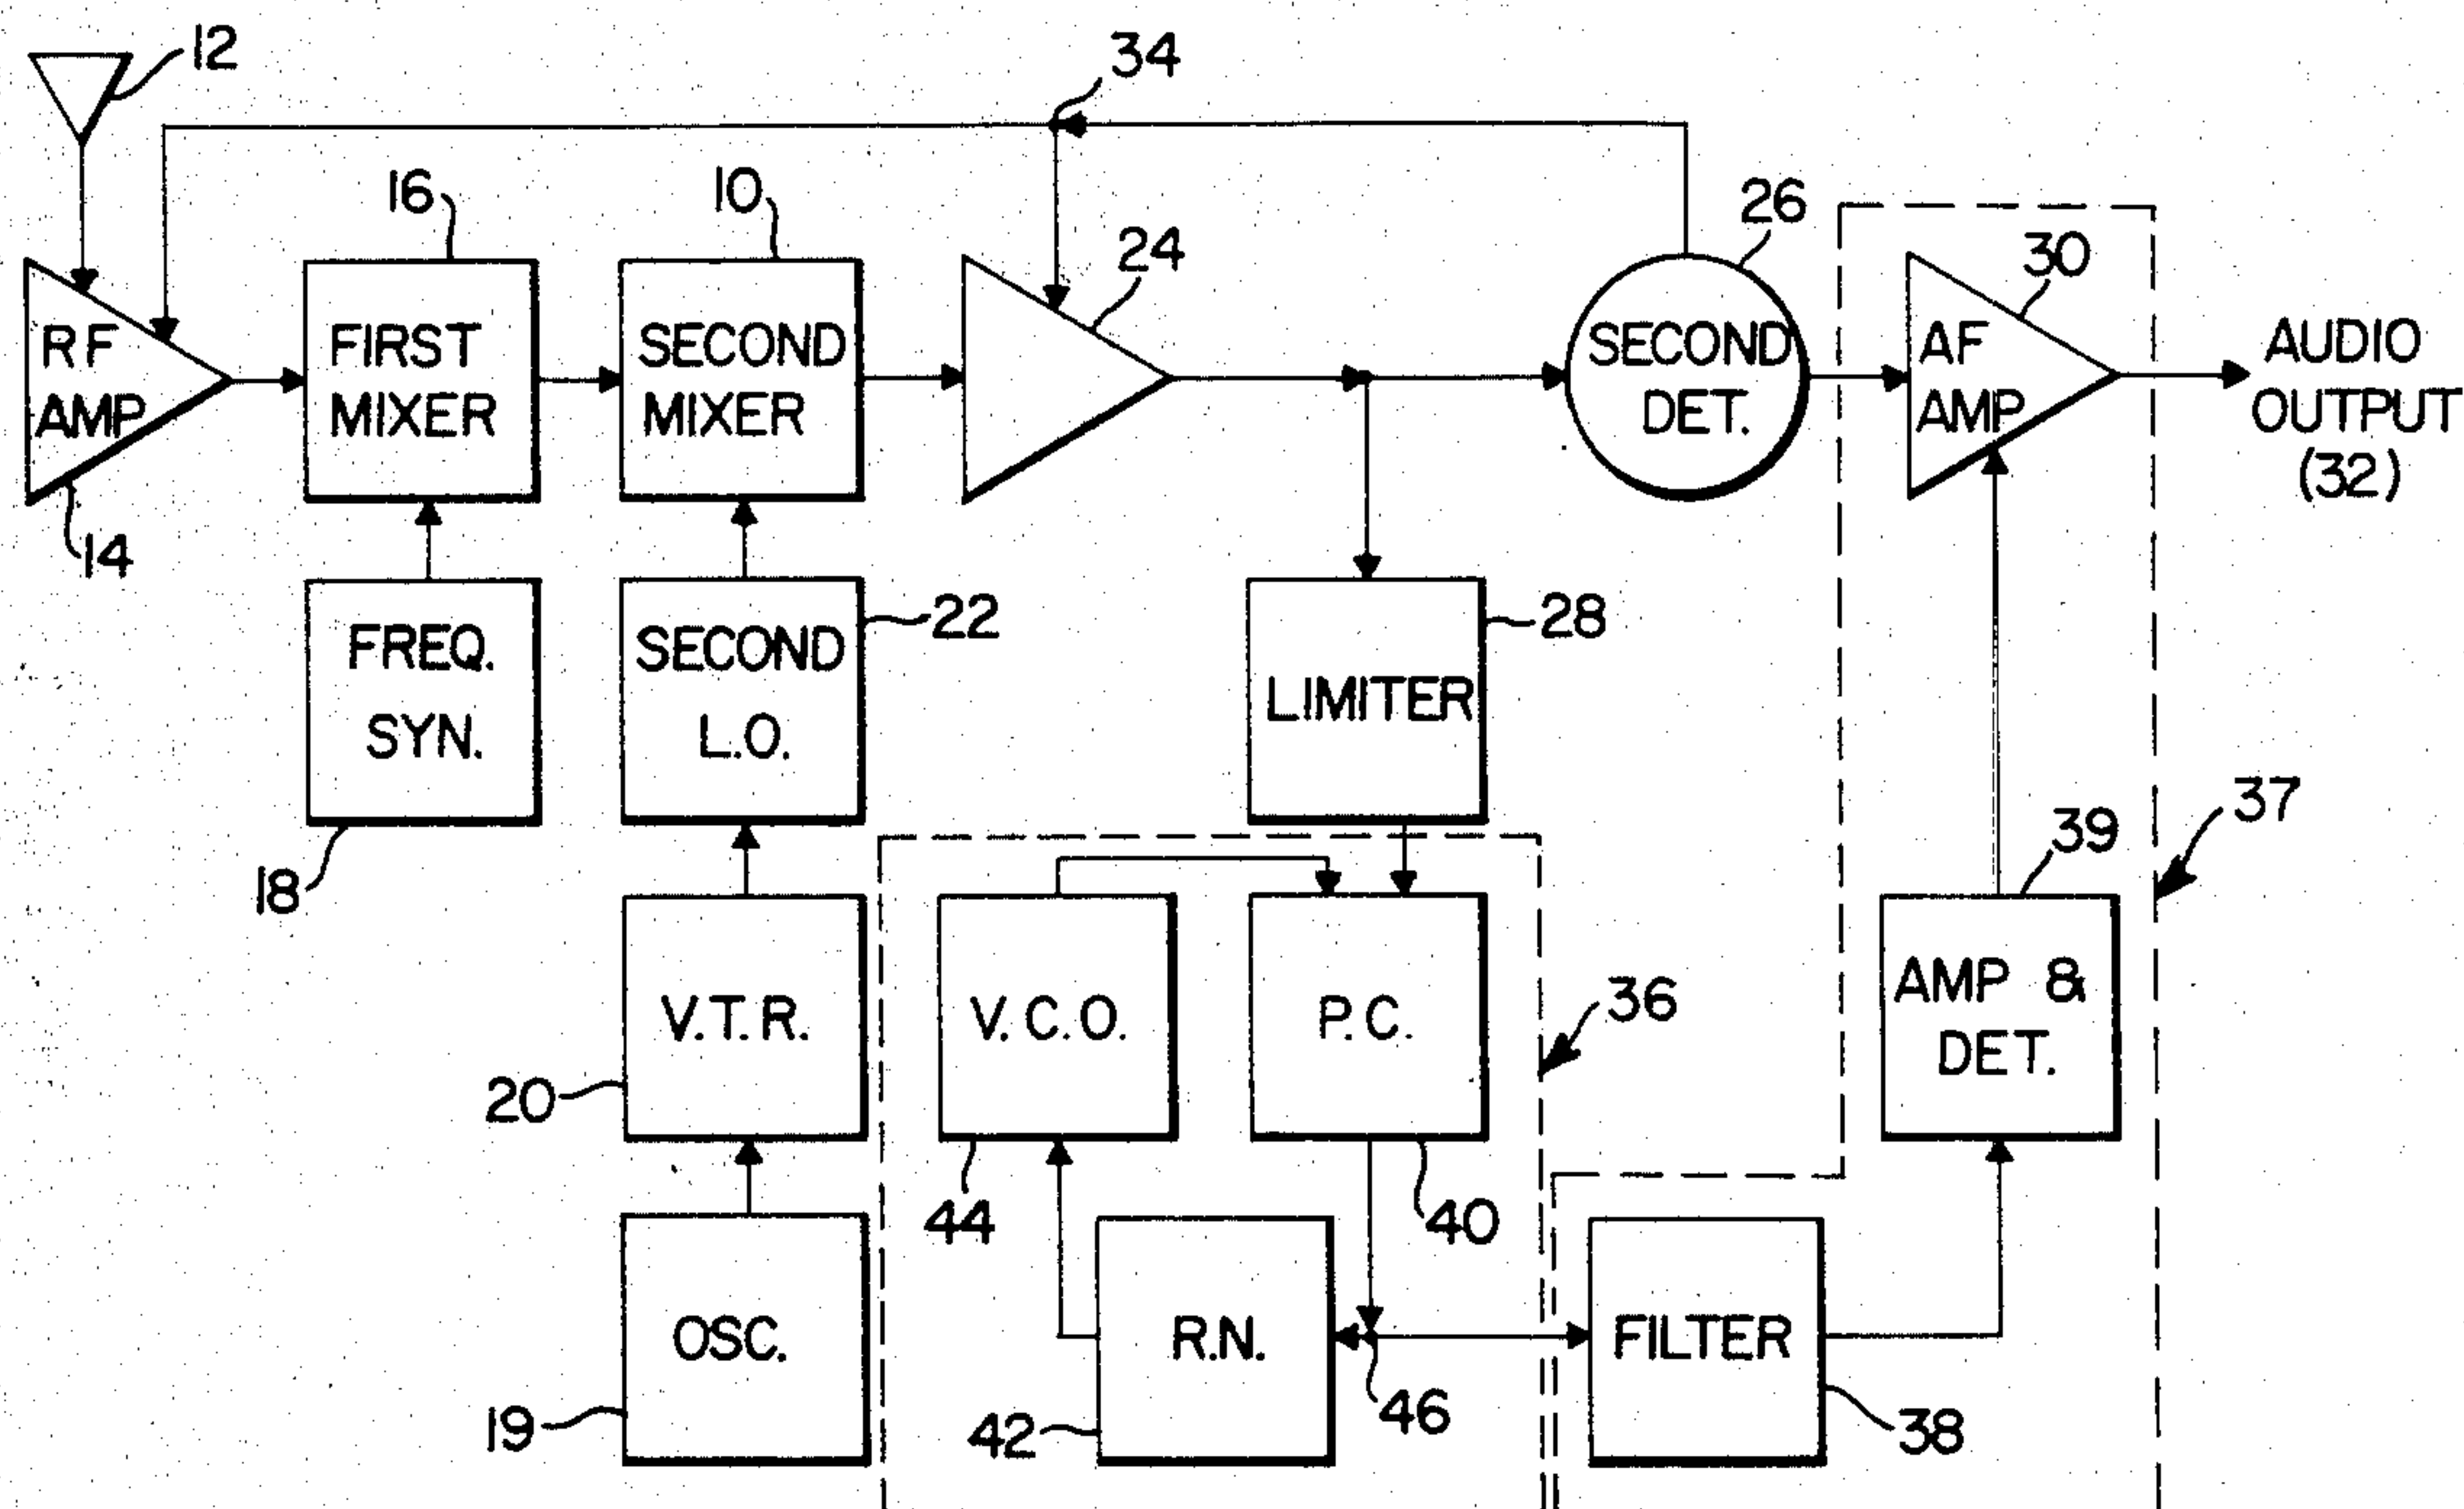 12
34
16
10
26
24
30
RF
AMP
FIRST
MIXER
SECOND
MIXER
SECOND
DET.
AF
AMP
AUDIO
OUTPUT
(32)
14
FREQ.
SYN.
SECOND
L.O.
22
LIMITER
28
18
37
39
V.T.R.
V.C.O.
P.C.
36
AMP &
DET.
20
44
40
OSC.
R.N.
FILTER
46
19
42
38